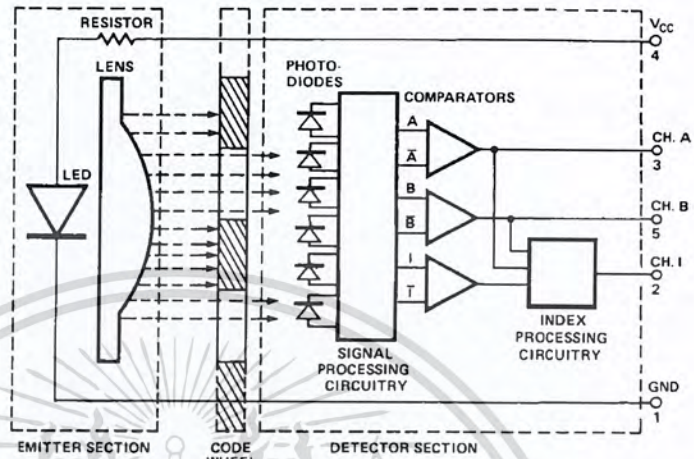 RESISTOR
LENS
LED
PHOTO-
DIODES
COMPARATORS
A
A̅
B
B̅
I
I̅
VCC
4
CH. A
3
CH. B
5
CH. I
2
INDEX
PROCESSING
CIRCUITRY
SIGNAL
PROCESSING
CIRCUITRY
GND
1
EMITTER SECTION
CODE
DETECTOR SECTION